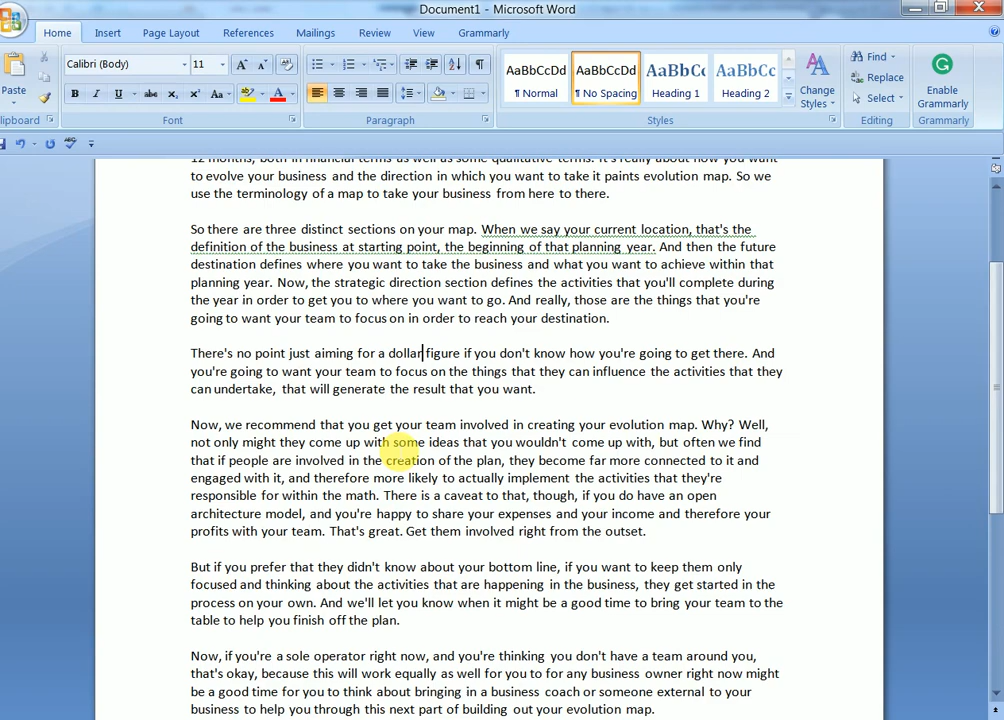 Document1 - Microsoft Word
Home Insert Page Layout References Mailings Review View Grammarly
Calibri (Body) 11
Paste
B I U abc X₂ X² Aa A
AaBbCcDd AaBbCcDd AaBbCc AaBbCc
¶ Normal ¶ No Spacing Heading 1 Heading 2
Change Styles
Find
Replace
Select
Enable Grammarly
lipboard Font Paragraph Styles Editing Grammarly
12 months, both in financial terms as well as some qualitative terms. It's really about how you want
to evolve your business and the direction in which you want to take it paints evolution map. So we
use the terminology of a map to take your business from here to there.
So there are three distinct sections on your map. When we say your current location, that's the
definition of the business at starting point, the beginning of that planning year. And then the future
destination defines where you want to take the business and what you want to achieve within that
planning year. Now, the strategic direction section defines the activities that you'll complete during
the year in order to get you to where you want to go. And really, those are the things that you're
going to want your team to focus on in order to reach your destination.
There's no point just aiming for a dollar figure if you don't know how you're going to get there. And
you're going to want your team to focus on the things that they can influence the activities that they
can undertake, that will generate the result that you want.
Now, we recommend that you get your team involved in creating your evolution map. Why? Well,
not only might they come up with some ideas that you wouldn't come up with, but often we find
that if people are involved in the creation of the plan, they become far more connected to it and
engaged with it, and therefore more likely to actually implement the activities that they're
responsible for within the math. There is a caveat to that, though, if you do have an open
architecture model, and you're happy to share your expenses and your income and therefore your
profits with your team. That's great. Get them involved right from the outset.
But if you prefer that they didn't know about your bottom line, if you want to keep them only
focused and thinking about the activities that are happening in the business, they get started in the
process on your own. And we'll let you know when it might be a good time to bring your team to the
table to help you finish off the plan.
Now, if you're a sole operator right now, and you're thinking you don't have a team around you,
that's okay, because this will work equally as well for you to for any business owner right now might
be a good time for you to think about bringing in a business coach or someone external to your
business to help you through this next part of building out your evolution map.